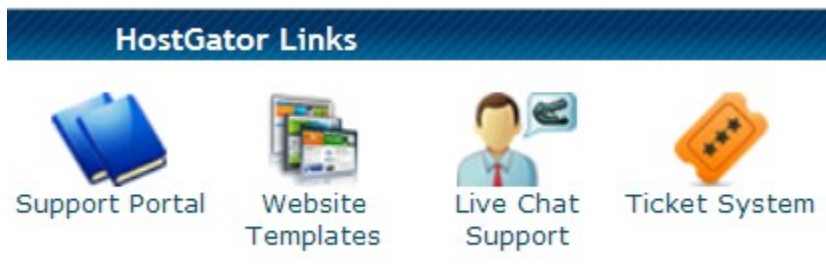 HostGator Links
Support Portal
Website
Templates
Live Chat
Support
Ticket System